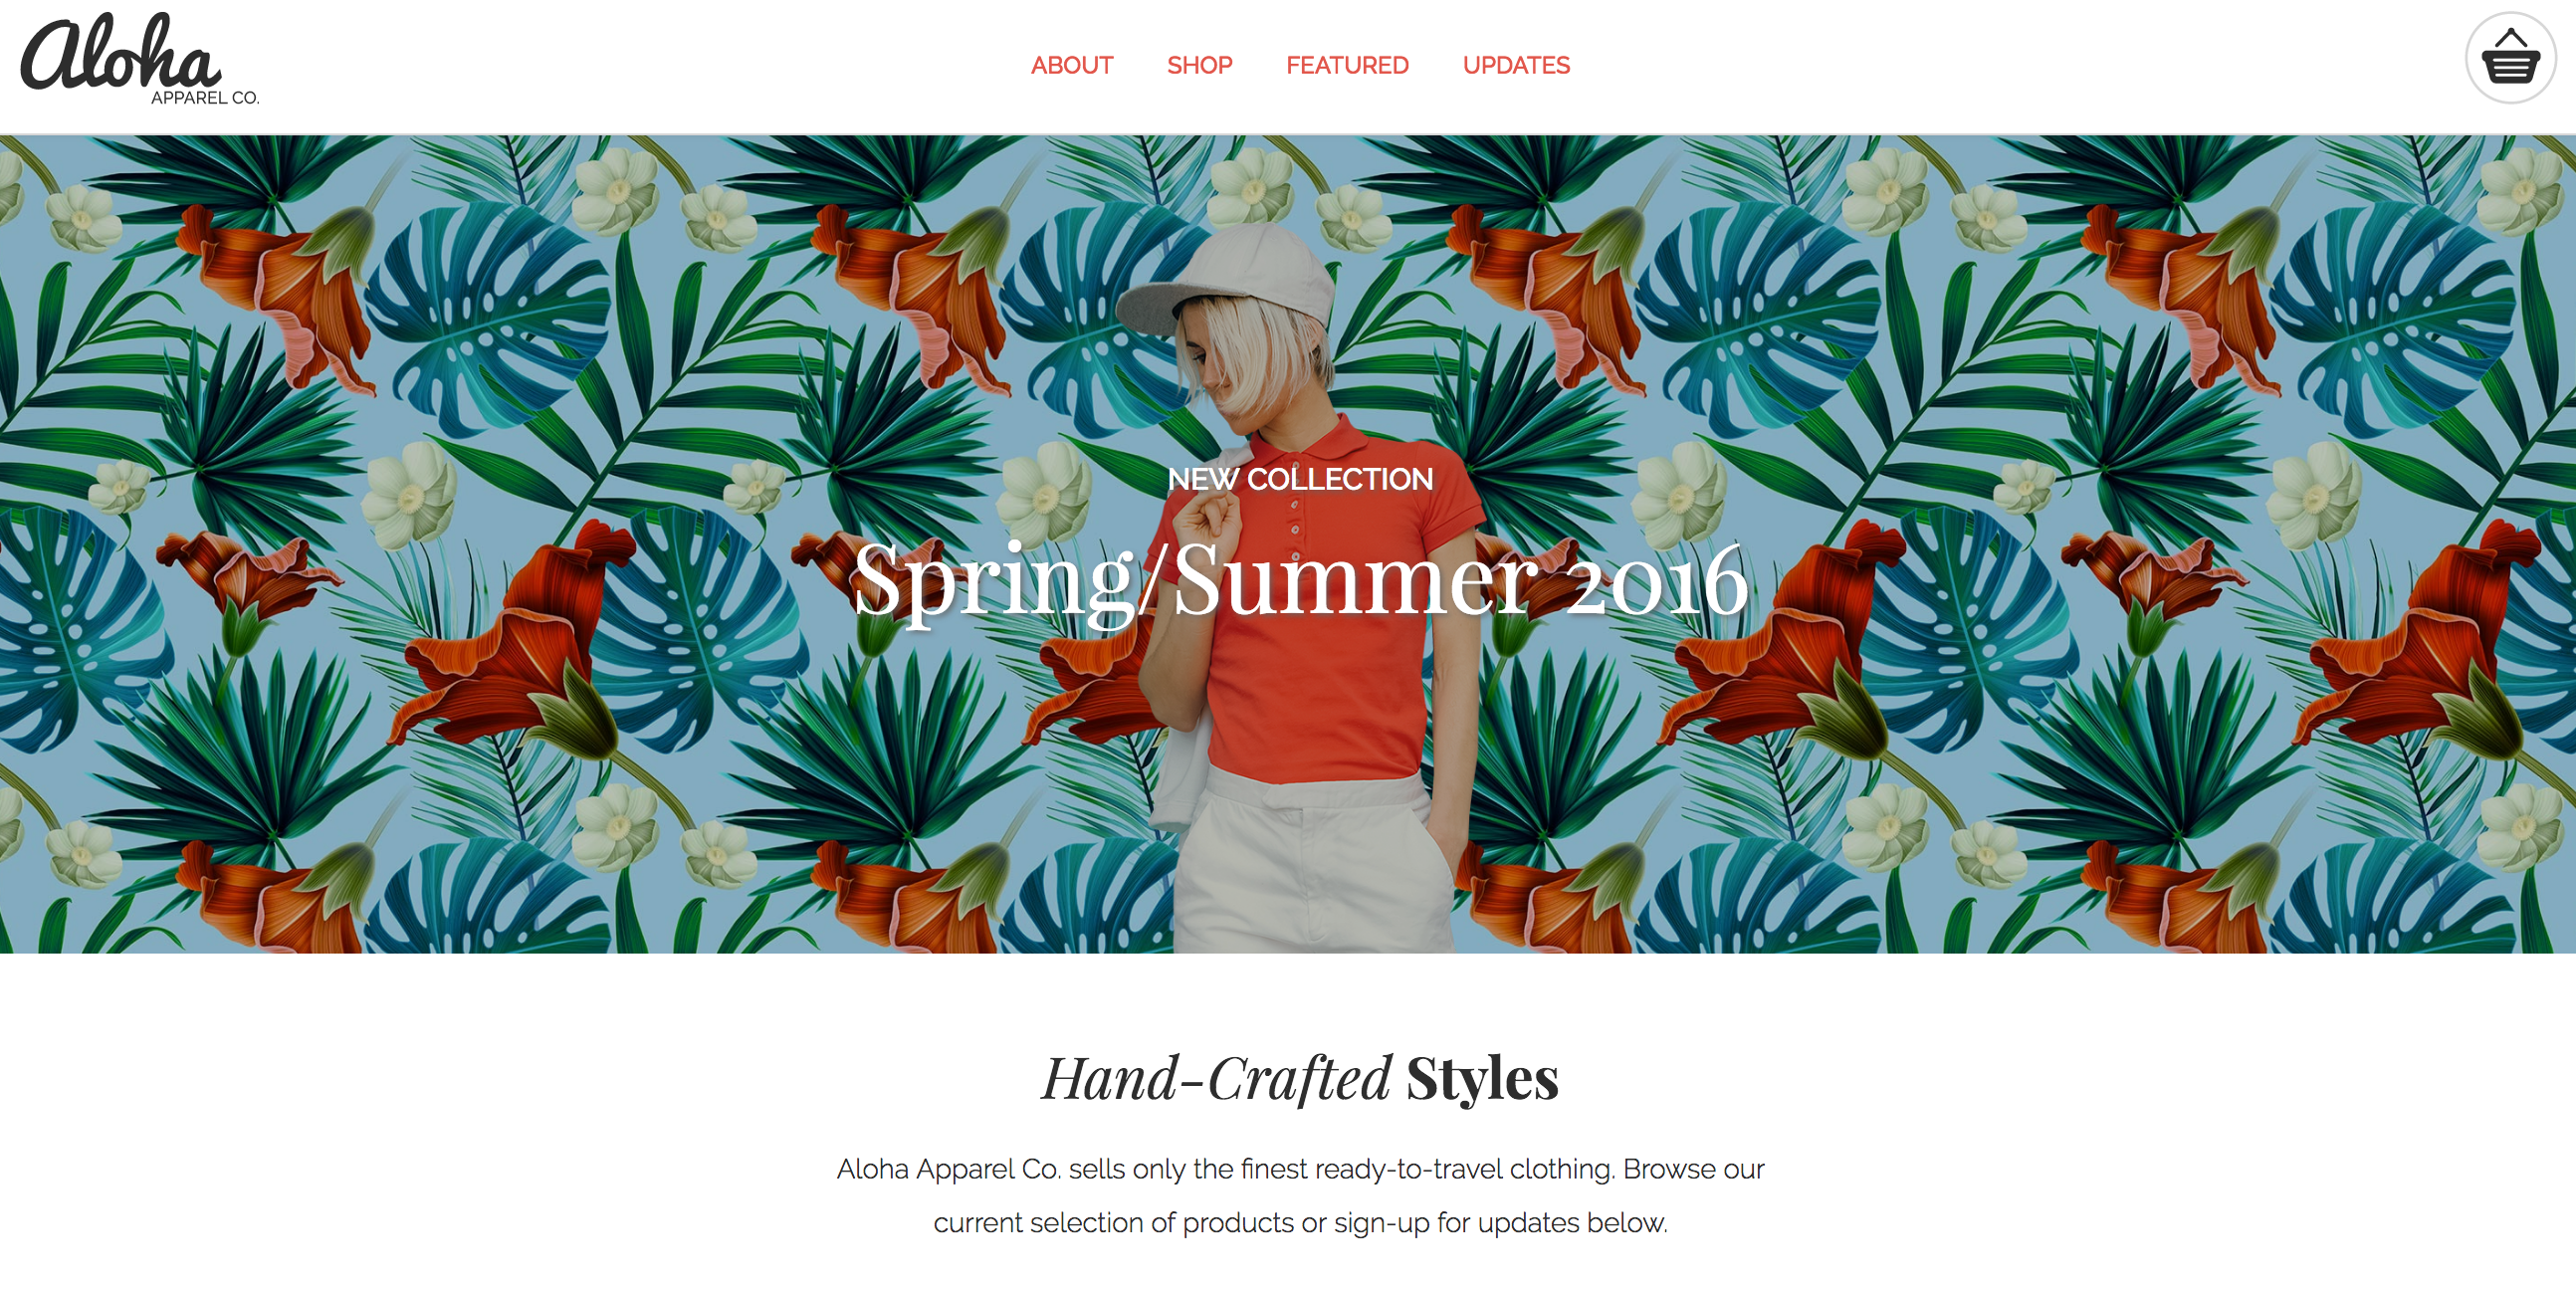 Aloha
APPAREL CO.
ABOUT SHOP FEATURED UPDATES
NEW COLLECTION
Spring/Summer 2016
Hand-Crafted Styles
Aloha Apparel Co. sells only the finest ready-to-travel clothing. Browse our
current selection of products or sign-up for updates below.